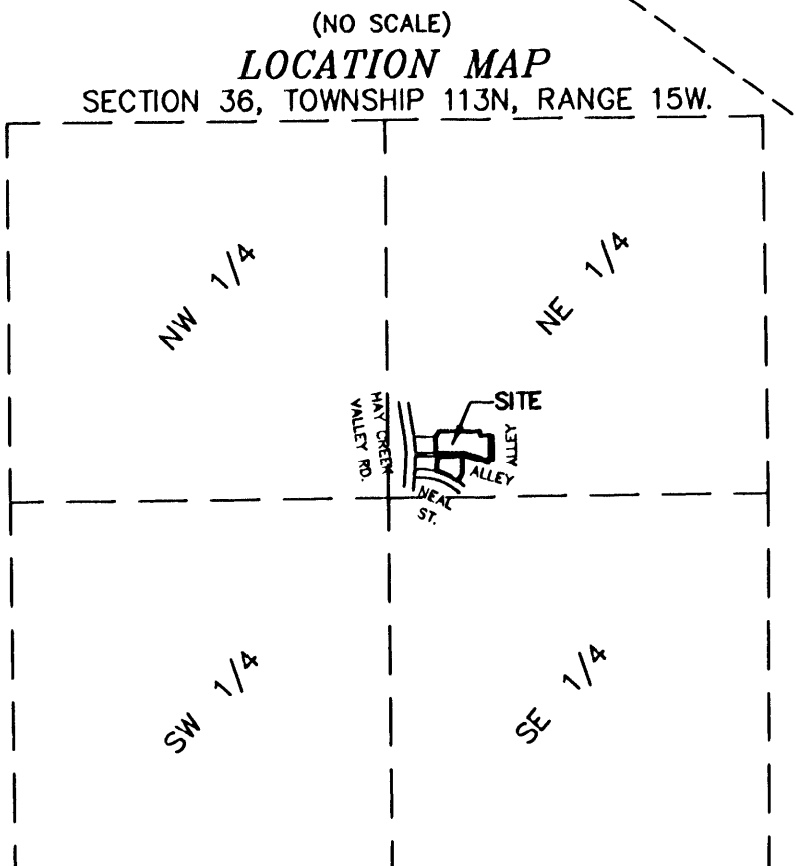 (NO SCALE)
LOCATION MAP
SECTION 36, TOWNSHIP 113N, RANGE 15W.
NW 1/4
NE 1/4
HAY CREEK
VALLEY RD.
SITE
ALLEY
ALLEY
NEAL
ST.
SW 1/4
SE 1/4